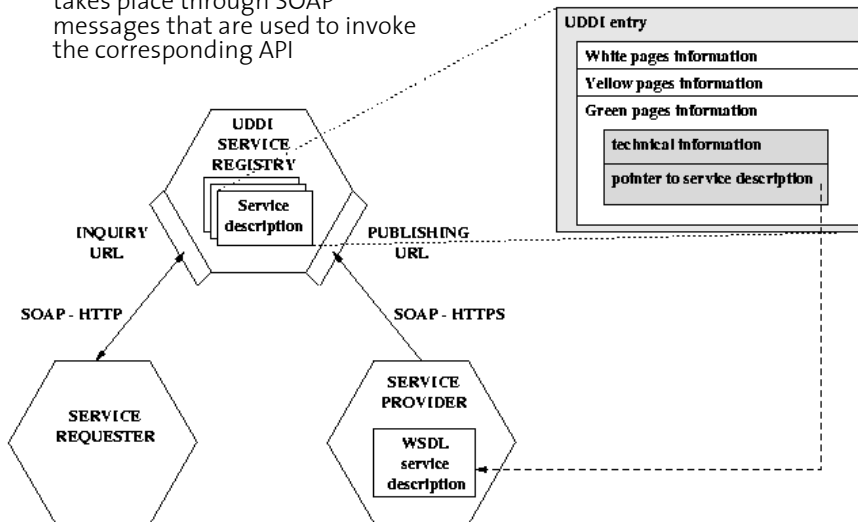 takes place through SOAP
messages that are used to invoke
the corresponding API
UDDI entry
White pages information
Yellow pages information
Green pages information
technical information
pointer to service description
UDDI
SERVICE
REGISTRY
Service
description
INQUIRY
URL
PUBLISHING
URL
SOAP - HTTP
SOAP - HTTPS
SERVICE
REQUESTER
SERVICE
PROVIDER
WSDL
service
description